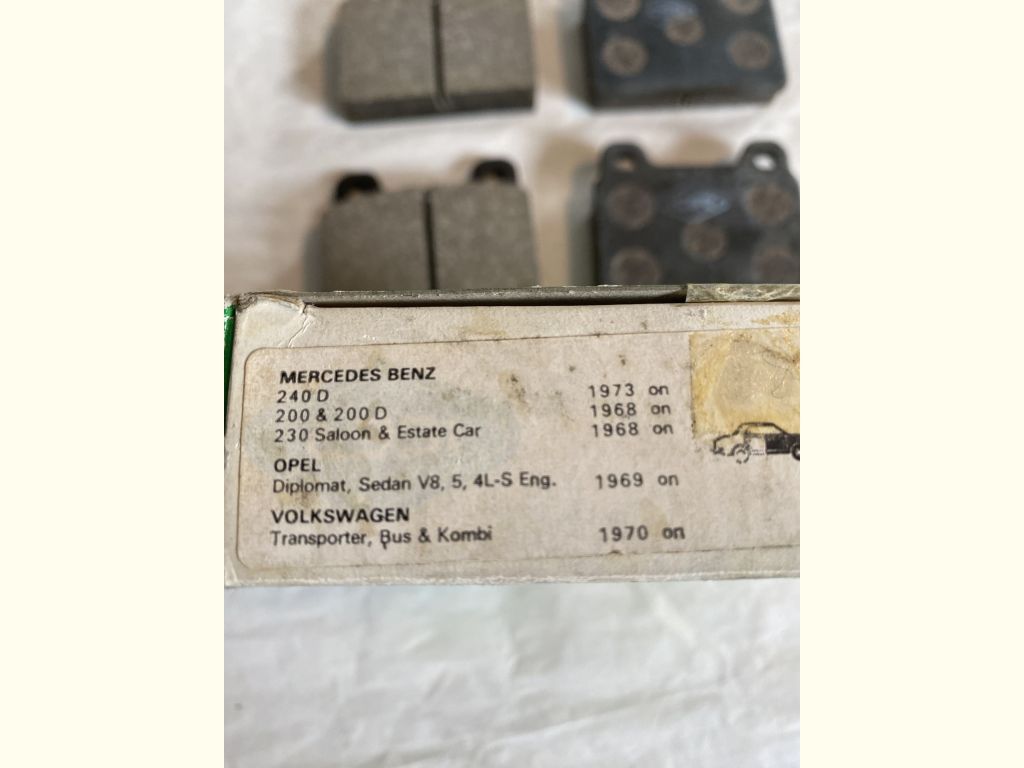 MERCEDES BENZ
240 D 1973 on
200 & 200 D 1968 on
230 Saloon & Estate Car 1968 on
OPEL
Diplomat, Sedan V8, 5, 4L-S Eng. 1969 on
VOLKSWAGEN
Transporter, Bus & Kombi 1970 on